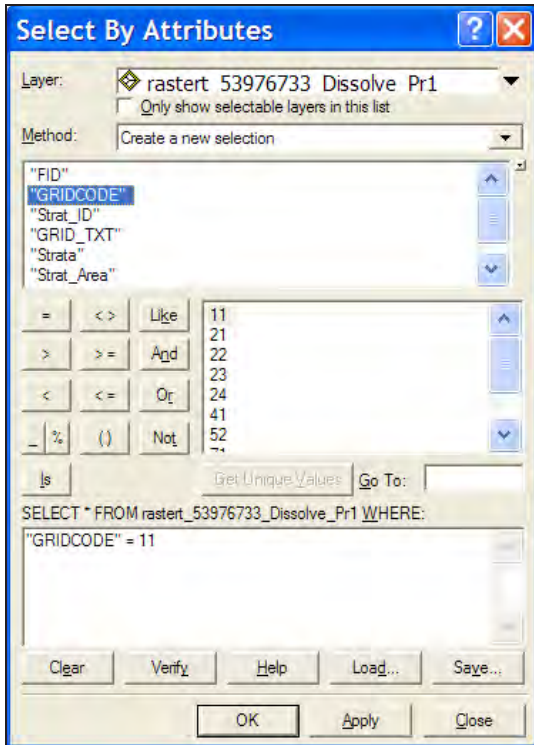 Select By Attributes ?
Layer: rastert 53976733 Dissolve Pr1
Only show selectable layers in this list
Method: Create a new selection
"FID"
"GRIDCODE"
"Strat_ID"
"GRID_TXT"
"Strata"
"Strat_Area"
= < > Like
> > = And
< < = Or
_ % () Not
Is
11
21
22
23
24
41
52
71
Get Unique Values Go To:
SELECT * FROM rastert_53976733_Dissolve_Pr1 WHERE:
"GRIDCODE" = 11
Clear Verify Help Load... Save...
OK Apply Close